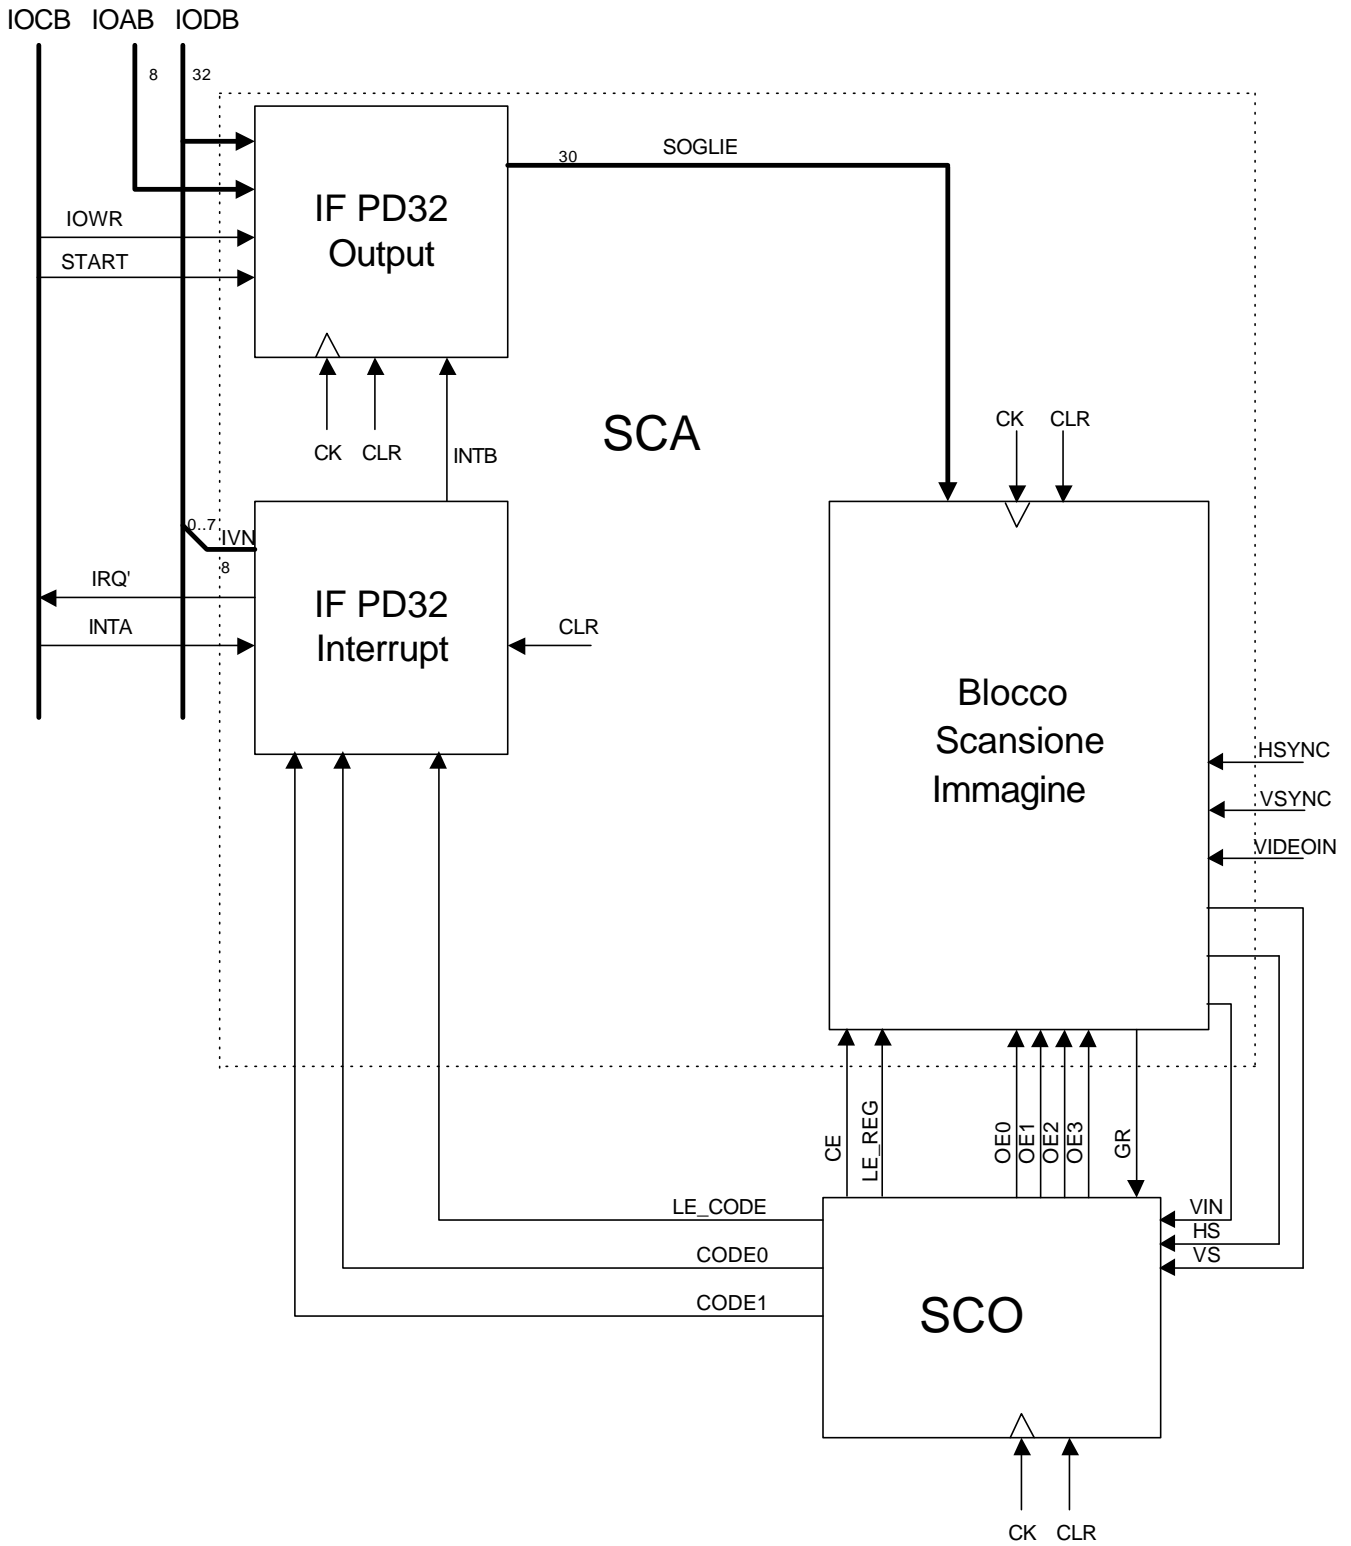 IOCB IOAB IODB
8 32
SOGLIE
30
IF PD32
Output
IOWR
START
CK CLR
INTB
SCA
CK CLR
0..7
IVN
8
IRQ'
INTA
IF PD32
Interrupt
CLR
Blocco
Scansione
Immagine
HSYNC
VSYNC
VIDEOIN
CE
LE_REG
OE0
OE1
OE2
OE3
GR
LE_CODE
CODE0
CODE1
VIN
HS
VS
SCO
CK CLR